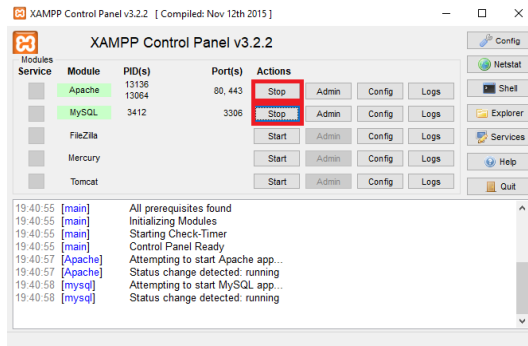 XAMPP Control Panel v3.2.2 [ Compiled: Nov 12th 2015 ]
XAMPP Control Panel v3.2.2
Config
Modules
Service Module PID(s) Port(s) Actions
Netstat
Apache 13136 13064 80, 443 Stop Admin Config Logs
Shell
MySQL 3412 3306 Stop Admin Config Logs
Explorer
FileZilla Start Admin Config Logs
Services
Mercury Start Admin Config Logs
Help
Tomcat Start Admin Config Logs
Quit
19:40:55 [main] All prerequisites found
19:40:55 [main] Initializing Modules
19:40:55 [main] Starting Check-Timer
19:40:55 [main] Control Panel Ready
19:40:57 [Apache] Attempting to start Apache app...
19:40:57 [Apache] Status change detected: running
19:40:58 [mysql] Attempting to start MySQL app...
19:40:58 [mysql] Status change detected: running